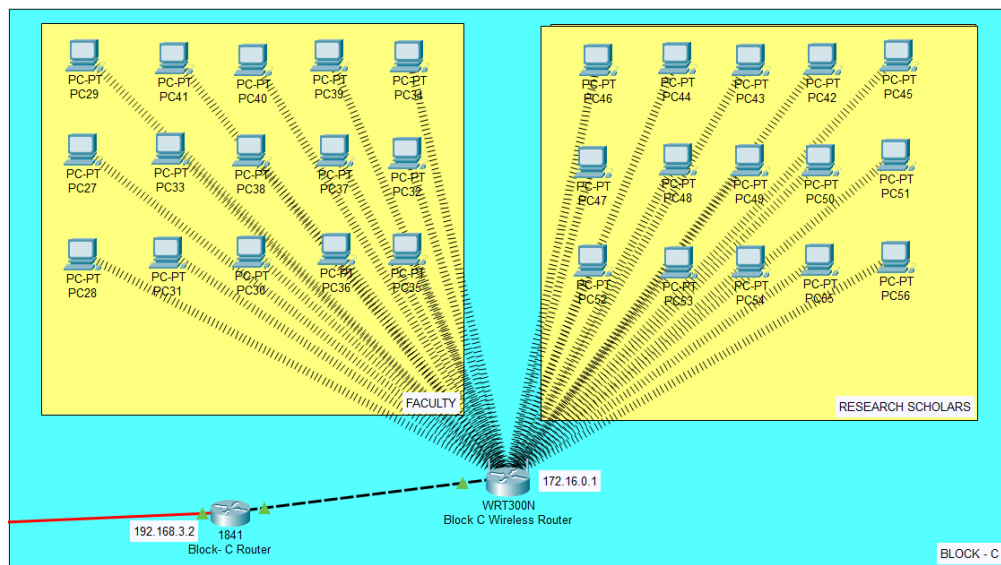 PC-PT
PC29
PC-PT
PC41
PC-PT
PC40
PC-PT
PC39
PC-PT
PC34
PC-PT
PC27
PC-PT
PC33
PC-PT
PC38
PC-PT
PC37
PC-PT
PC32
PC-PT
PC28
PC-PT
PC31
PC-PT
PC30
PC-PT
PC36
PC-PT
PC35
FACULTY
PC-PT
PC46
PC-PT
PC44
PC-PT
PC43
PC-PT
PC42
PC-PT
PC45
PC-PT
PC47
PC-PT
PC48
PC-PT
PC49
PC-PT
PC50
PC-PT
PC51
PC-PT
PC52
PC-PT
PC53
PC-PT
PC54
PC-PT
PC55
PC-PT
PC56
RESEARCH SCHOLARS
172.16.0.1
WRT300N
Block C Wireless Router
192.168.3.2
1841
Block- C Router
BLOCK - C